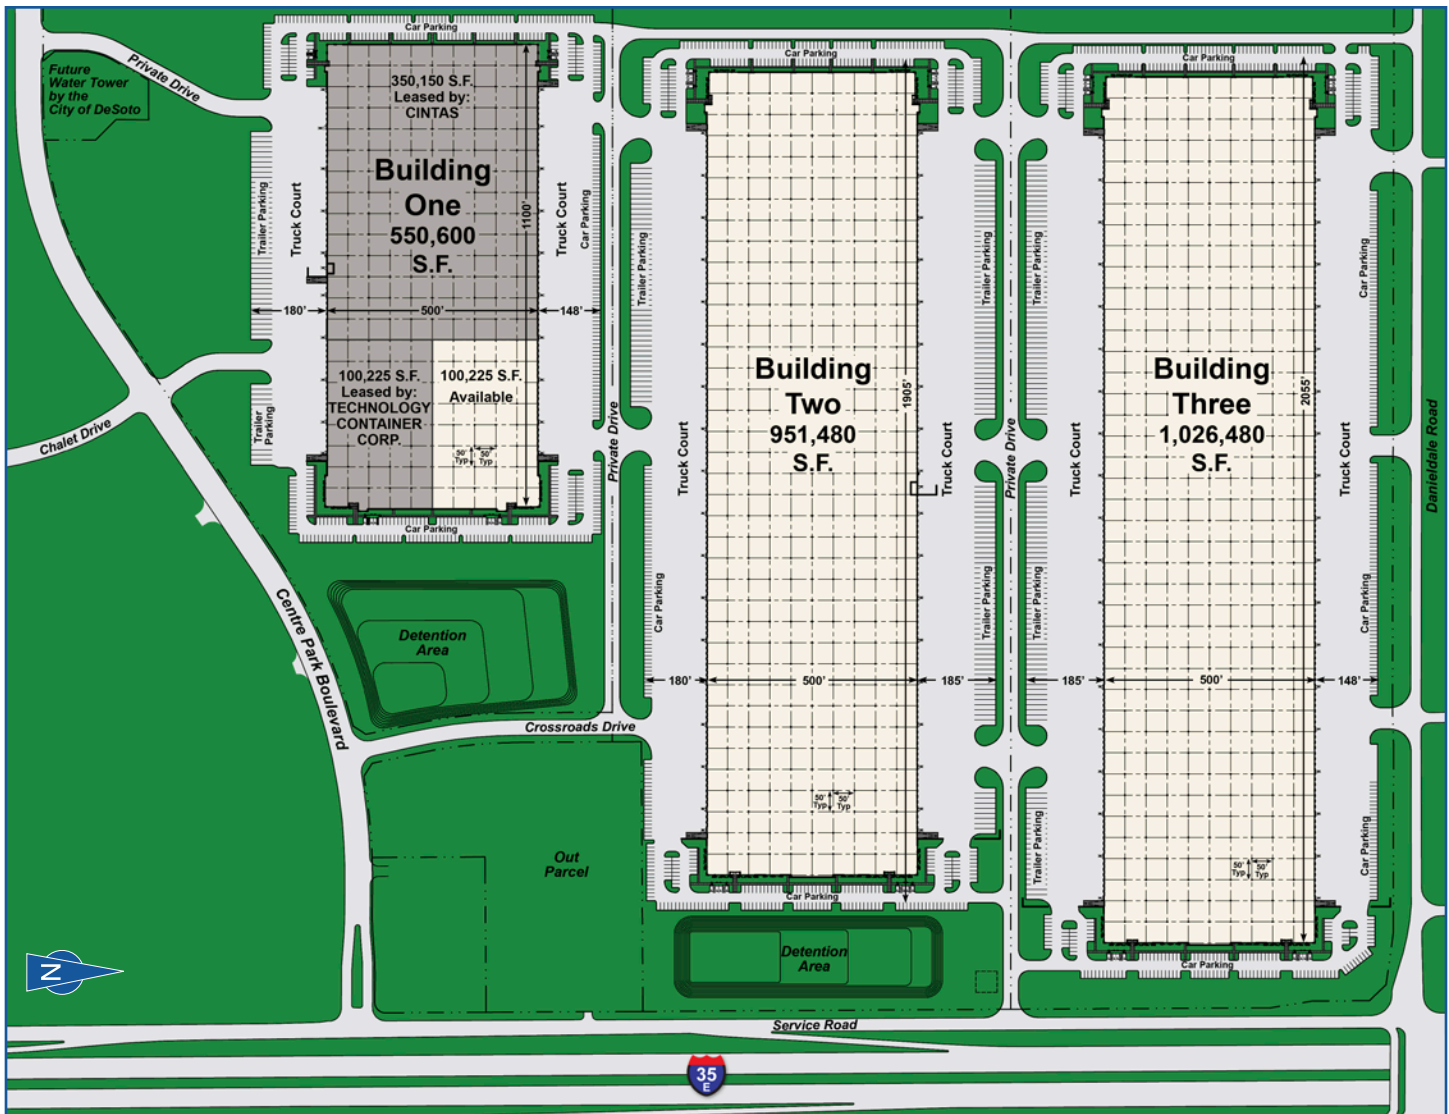 Car Parking
Future
Water Tower
by the
City of DeSoto
Private Drive
350,150 S.F.
Leased by:
CINTAS
Building
One
550,600
S.F.
1100'
Trailer Parking
Truck Court
Truck Court
Car Parking
180'
500'
148'
100,225 S.F.
Leased by:
TECHNOLOGY
CONTAINER
CORP.
100,225 S.F.
Available
50'
Typ
50'
Typ
Trailer
Parking
Chalet Drive
Car Parking
Private Drive
Centre Park Boulevard
Detention
Area
Crossroads Drive
Out
Parcel
Car Parking
Trailer Parking
Truck Court
Car Parking
Building
Two
951,480
S.F.
1905'
Truck Court
Trailer Parking
Trailer Parking
180'
500'
185'
50'
Typ
50'
Typ
Car Parking
Detention
Area
Private Drive
Car Parking
Trailer Parking
Truck Court
Trailer Parking
Trailer Parking
Building
Three
1,026,480
S.F.
2055'
Truck Court
Car Parking
Car Parking
Car Parking
185'
500'
148'
50'
Typ
50'
Typ
Car Parking
Danieldale Road
Service Road
N
35
E